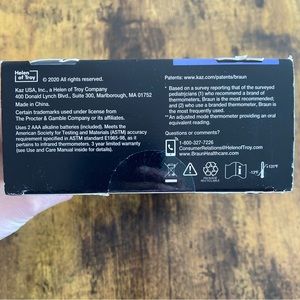 Helen
of Troy
© 2020 All rights reserved.
Kaz USA, Inc., a Helen of Troy Company
400 Donald Lynch Blvd., Suite 300, Marlborough, MA 01752
Made in China.
Certain trademarks used under license from
The Procter & Gamble Company or its affiliates.
Uses 2 AAA alkaline batteries (included). Meets the
American Society for Testing and Materials (ASTM) accuracy
requirement specified in ASTM standard E1965-98, as it
pertains to infrared thermometers. 3 year limited warranty
(see Use and Care Manual inside for details).
Patents: www.kaz.com/patents/braun
* Based on a survey reporting that of the surveyed
pediatricians (1) who recommend a brand of
thermometers, Braun is the most recommended; and
(2) who use a branded thermometer, Braun is the
most used.
An adjusted mode thermometer providing an oral
equivalent reading.
Questions or comments?
1-800-327-7226
ConsumerRelations@HelenofTroy.com
www.BraunHealthcare.com